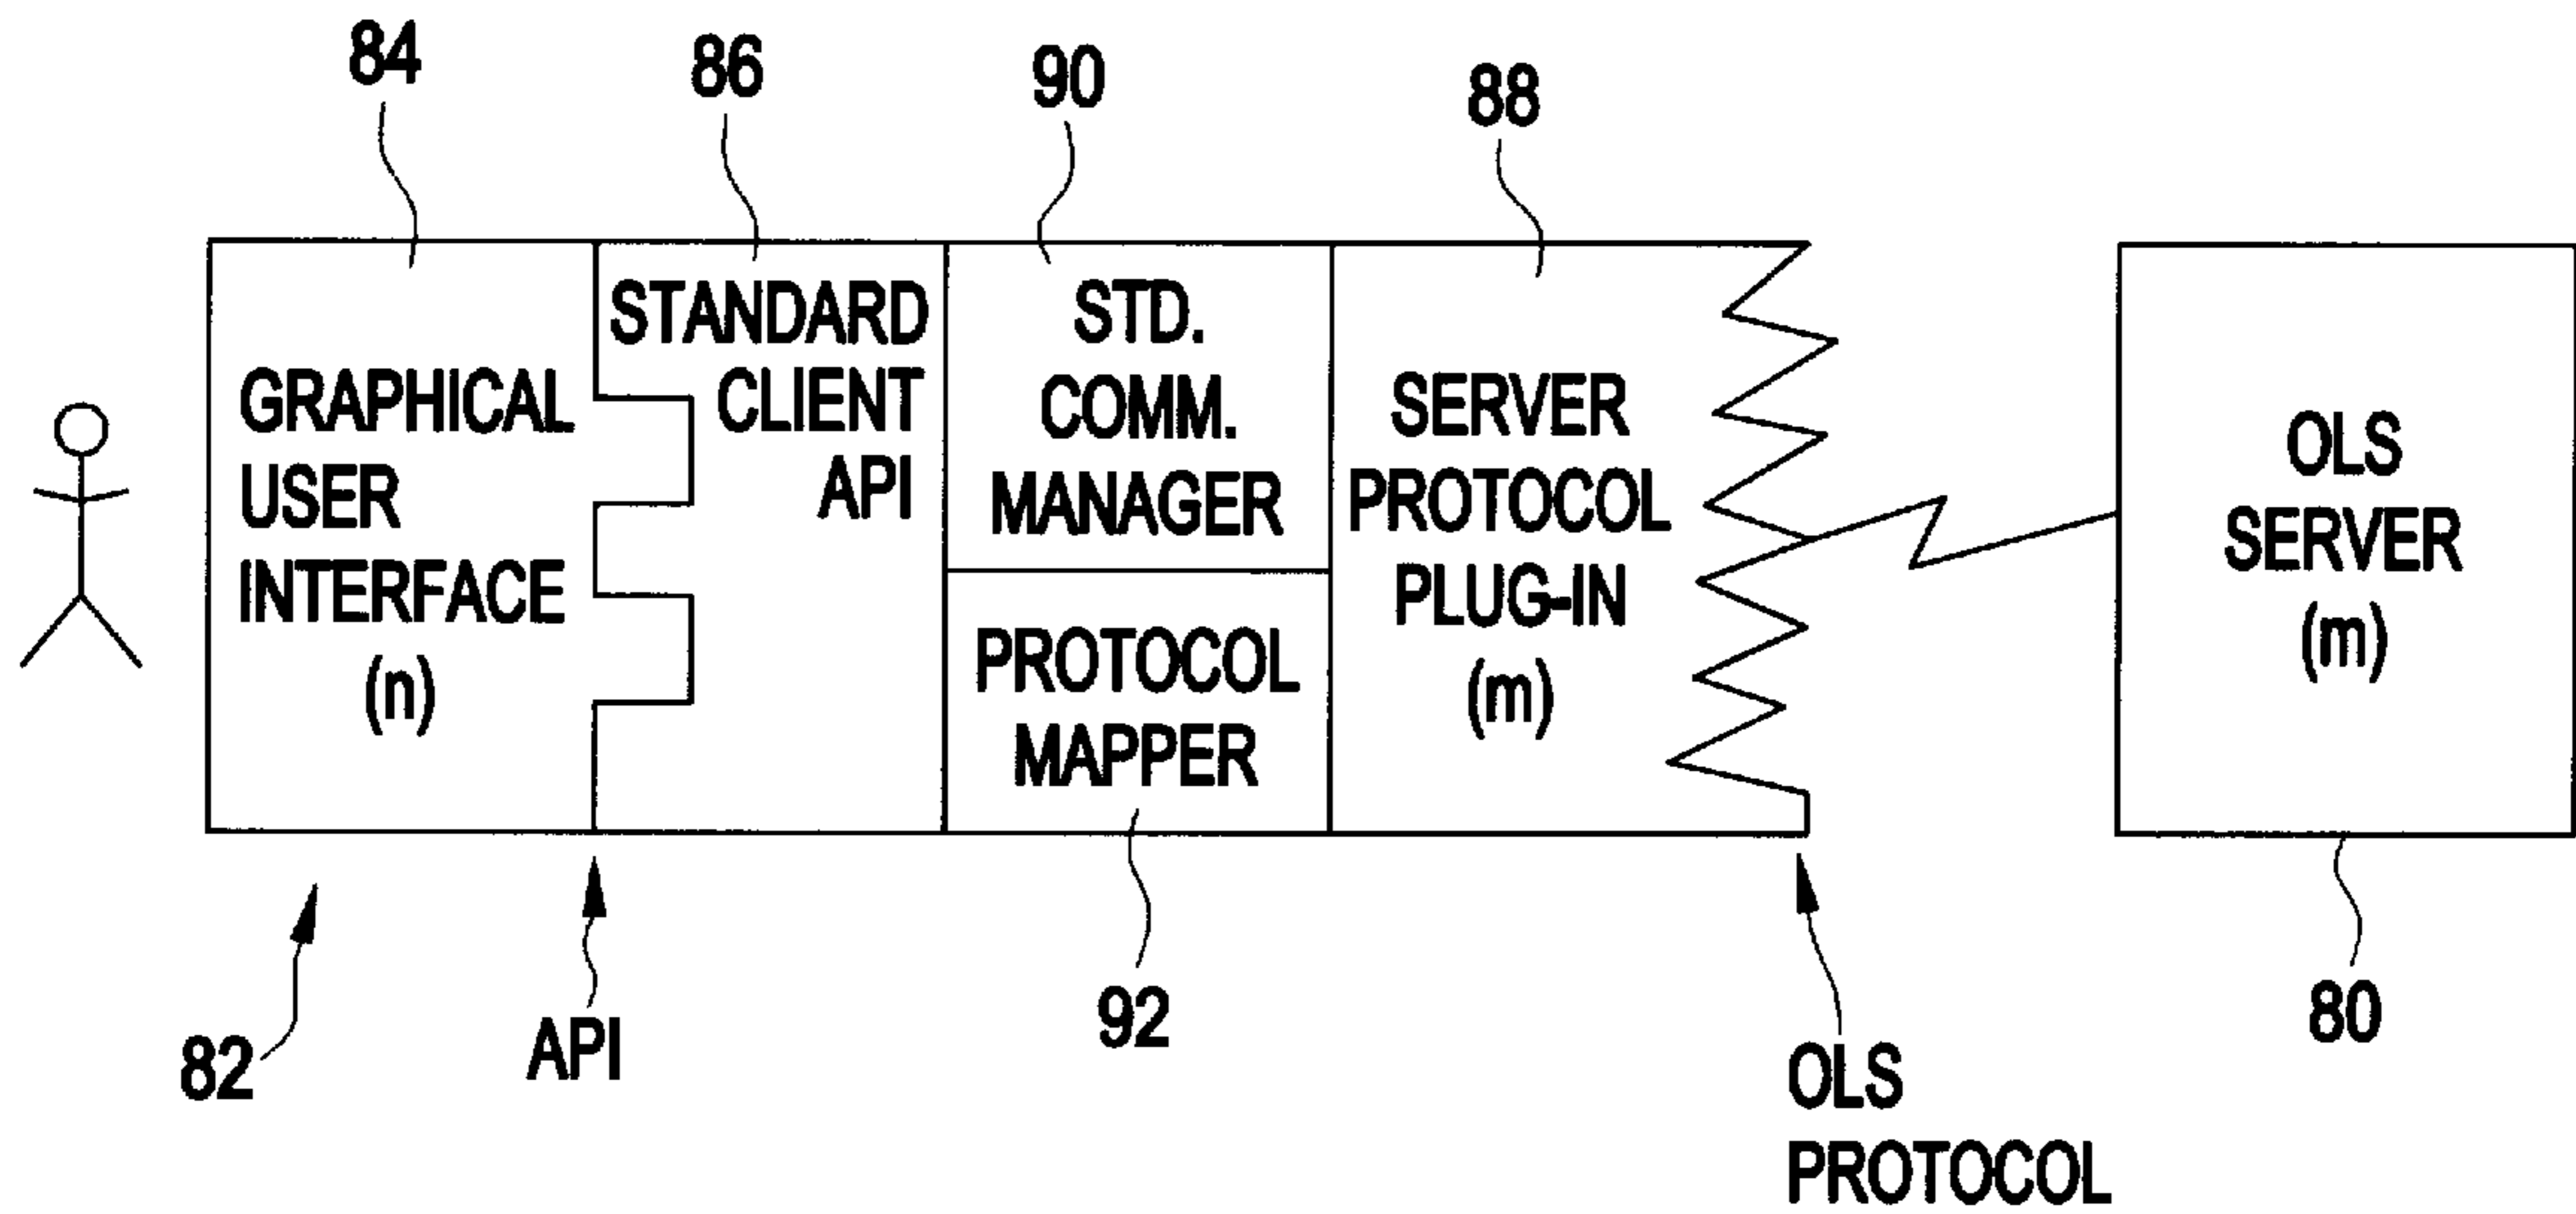 84
86
90
88
GRAPHICAL
USER
INTERFACE
(n)
STANDARD
CLIENT
API
STD.
COMM.
MANAGER
PROTOCOL
MAPPER
SERVER
PROTOCOL
PLUG-IN
(m)
OLS
SERVER
(m)
82
API
92
OLS
PROTOCOL
80